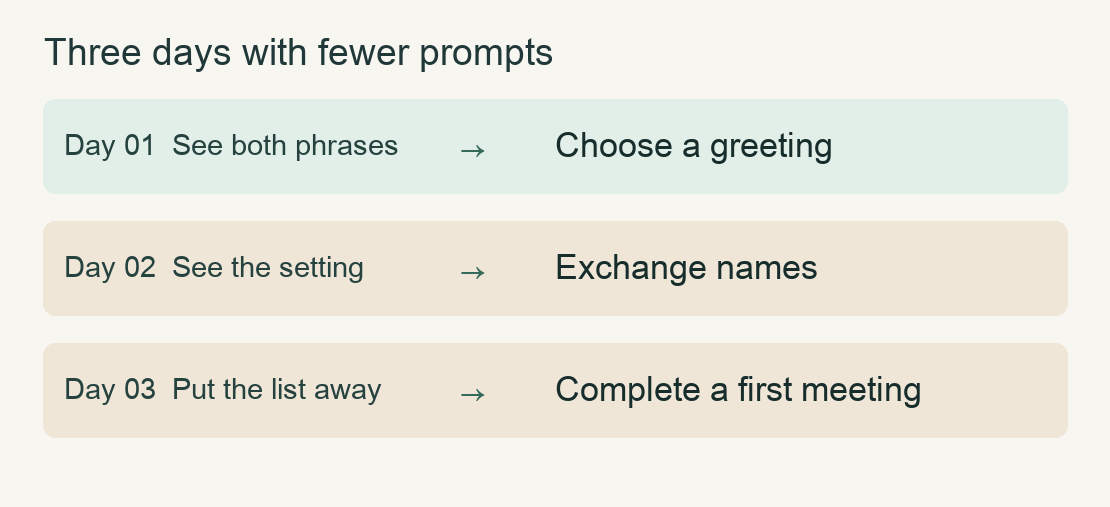 Three days with fewer prompts
Day 01 See both phrases → Choose a greeting
Day 02 See the setting → Exchange names
Day 03 Put the list away → Complete a first meeting